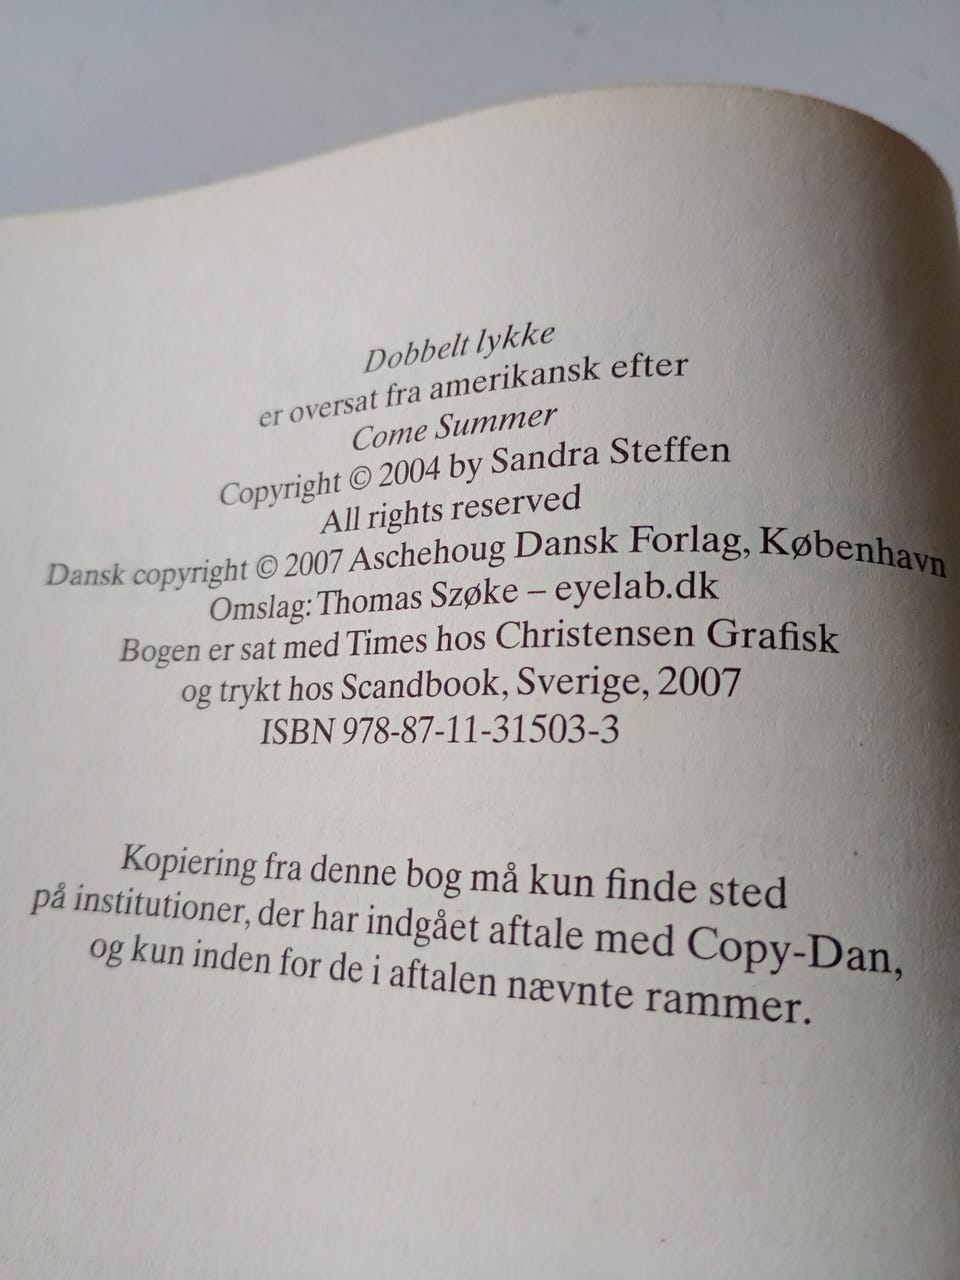 Dobbelt lykke
er oversat fra amerikansk efter
Come Summer
Copyright © 2004 by Sandra Steffen
All rights reserved
Dansk copyright © 2007 Aschehoug Dansk Forlag, København
Omslag: Thomas Szøke – eyelab.dk
Bogen er sat med Times hos Christensen Grafisk
og trykt hos Scandbook, Sverige, 2007
ISBN 978-87-11-31503-3
Kopiering fra denne bog må kun finde sted
på institutioner, der har indgået aftale med Copy-Dan,
og kun inden for de i aftalen nævnte rammer.